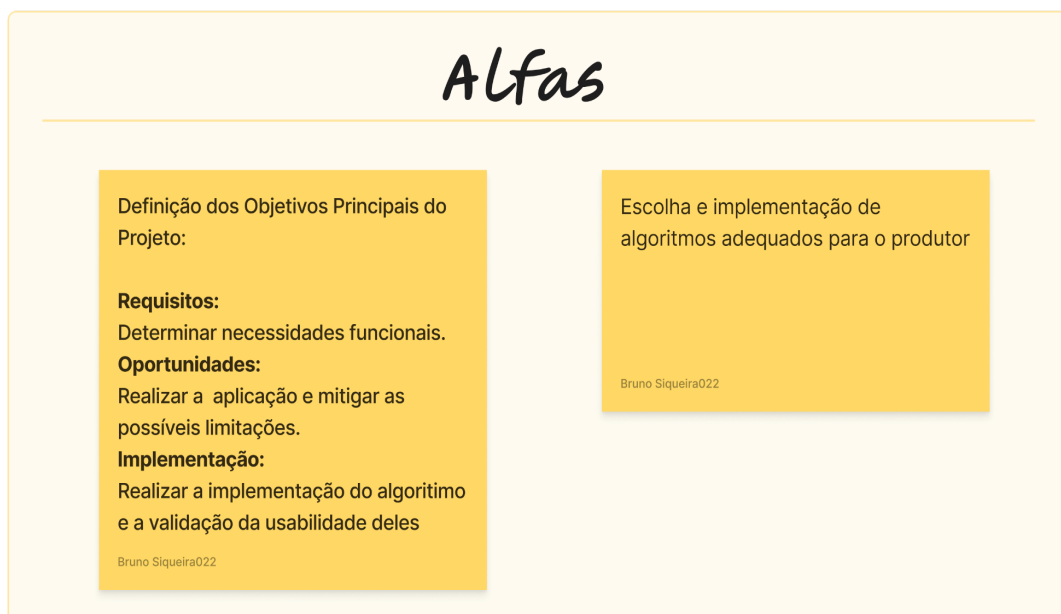 Alfas
Definição dos Objetivos Principais do
Projeto:
Requisitos:
Determinar necessidades funcionais.
Oportunidades:
Realizar a  aplicação e mitigar as
possíveis limitações.
Implementação:
Realizar a implementação do algoritimo
e a validação da usabilidade deles
Bruno Siqueira022
Escolha e implementação de
algoritmos adequados para o produtor
Bruno Siqueira022